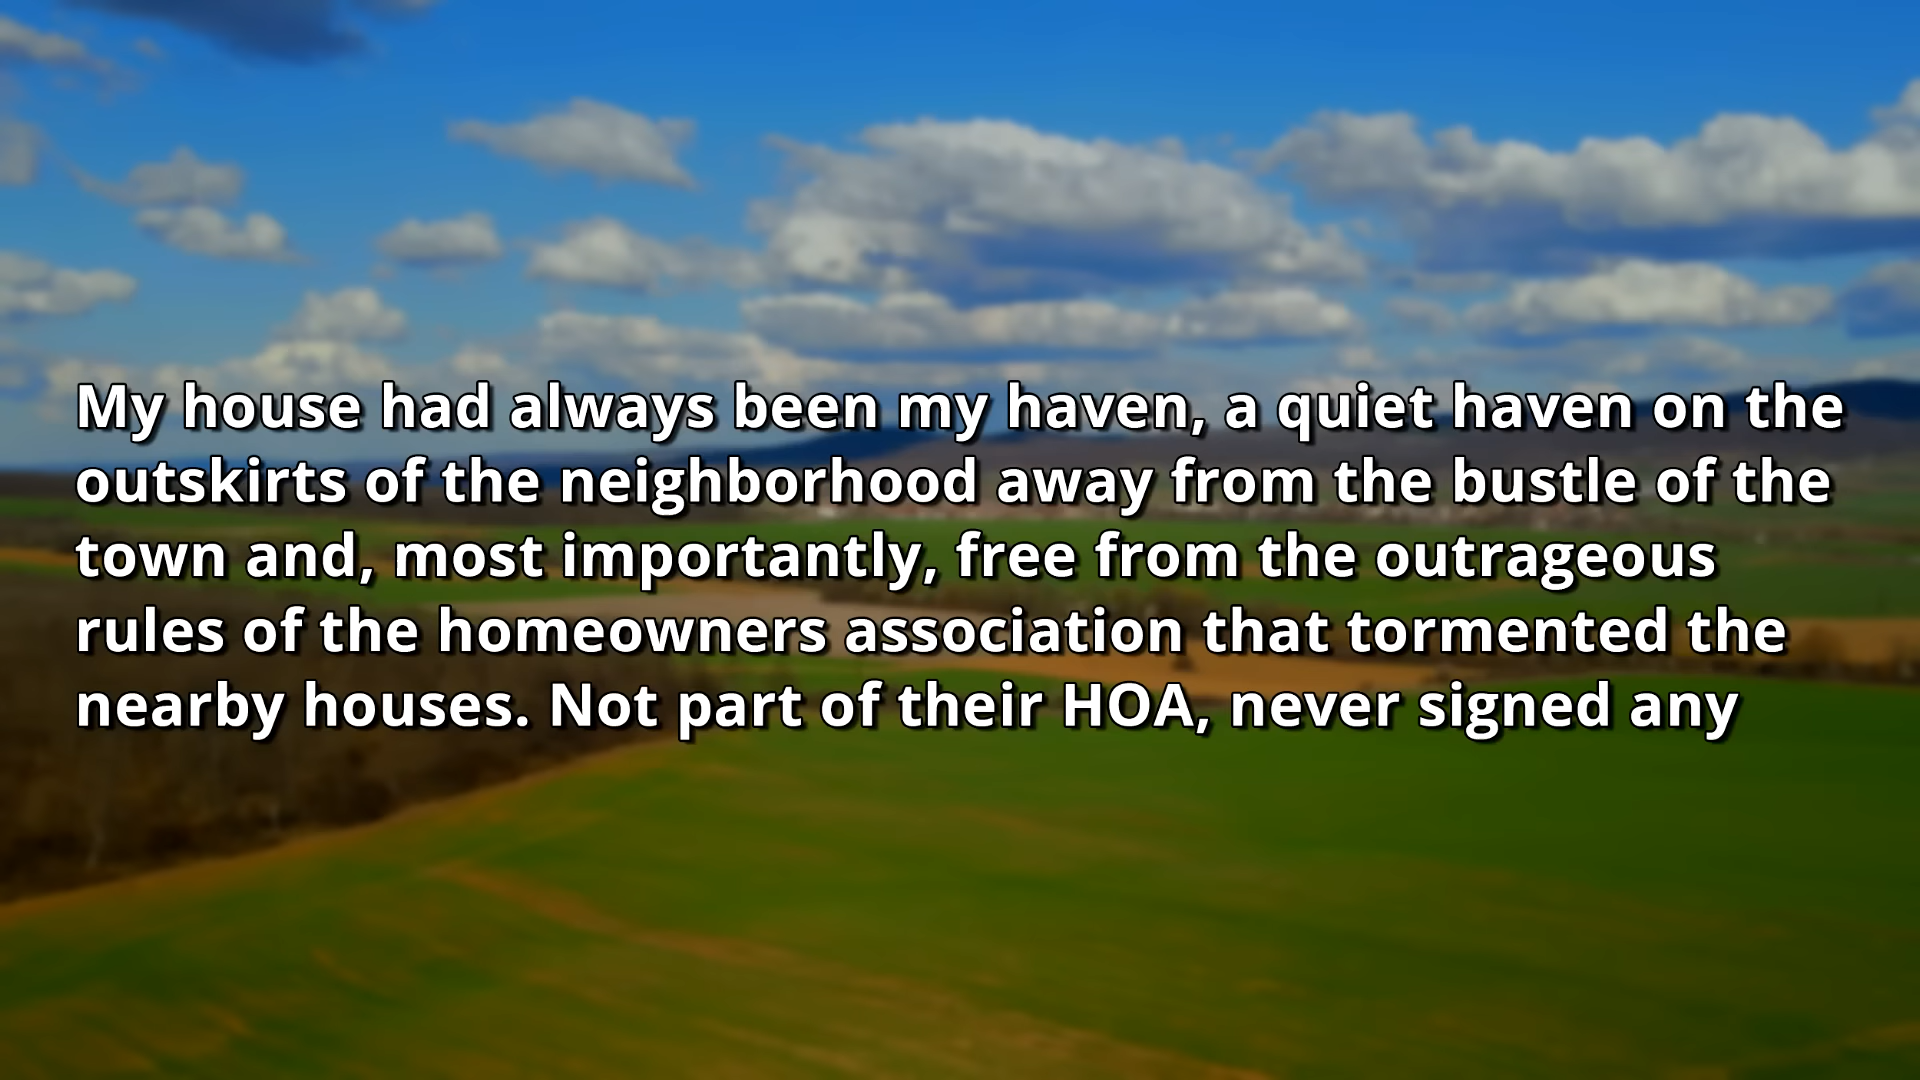 My house had always been my haven, a quiet haven on the
outskirts of the neighborhood away from the bustle of the
town and, most importantly, free from the outrageous
rules of the homeowners association that tormented the
nearby houses. Not part of their HOA, never signed any